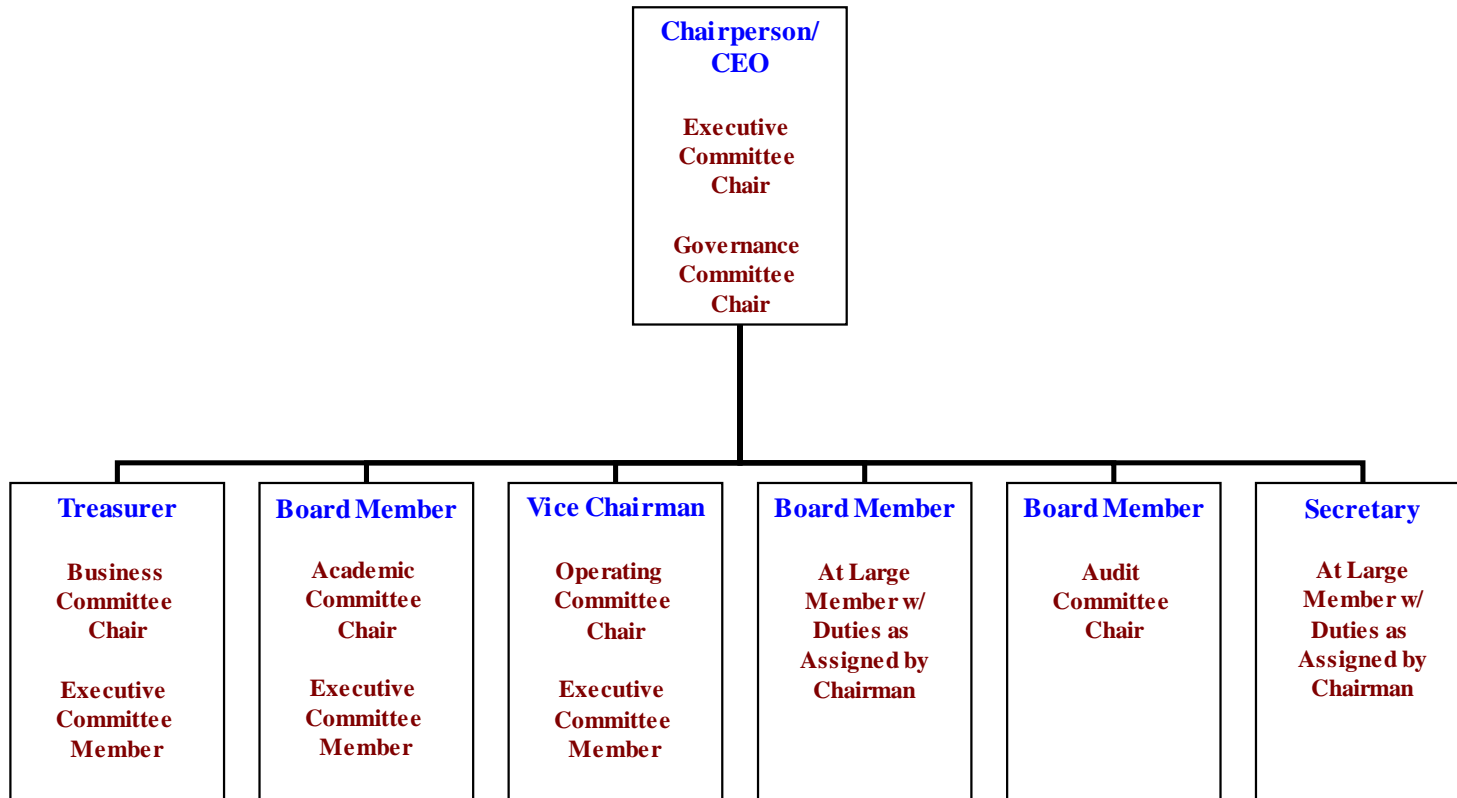 Chairperson/
CEO
Executive
Committee
Chair
Governance
Committee
Chair
Treasurer
Business
Committee
Chair
Executive
Committee
Member
Board Member
Academic
Committee
Chair
Executive
Committee
Member
Vice Chairman
Operating
Committee
Chair
Executive
Committee
Member
Board Member
At Large
Member w/
Duties as
Assigned by
Chairman
Board Member
Audit
Committee
Chair
Secretary
At Large
Member w/
Duties as
Assigned by
Chairman